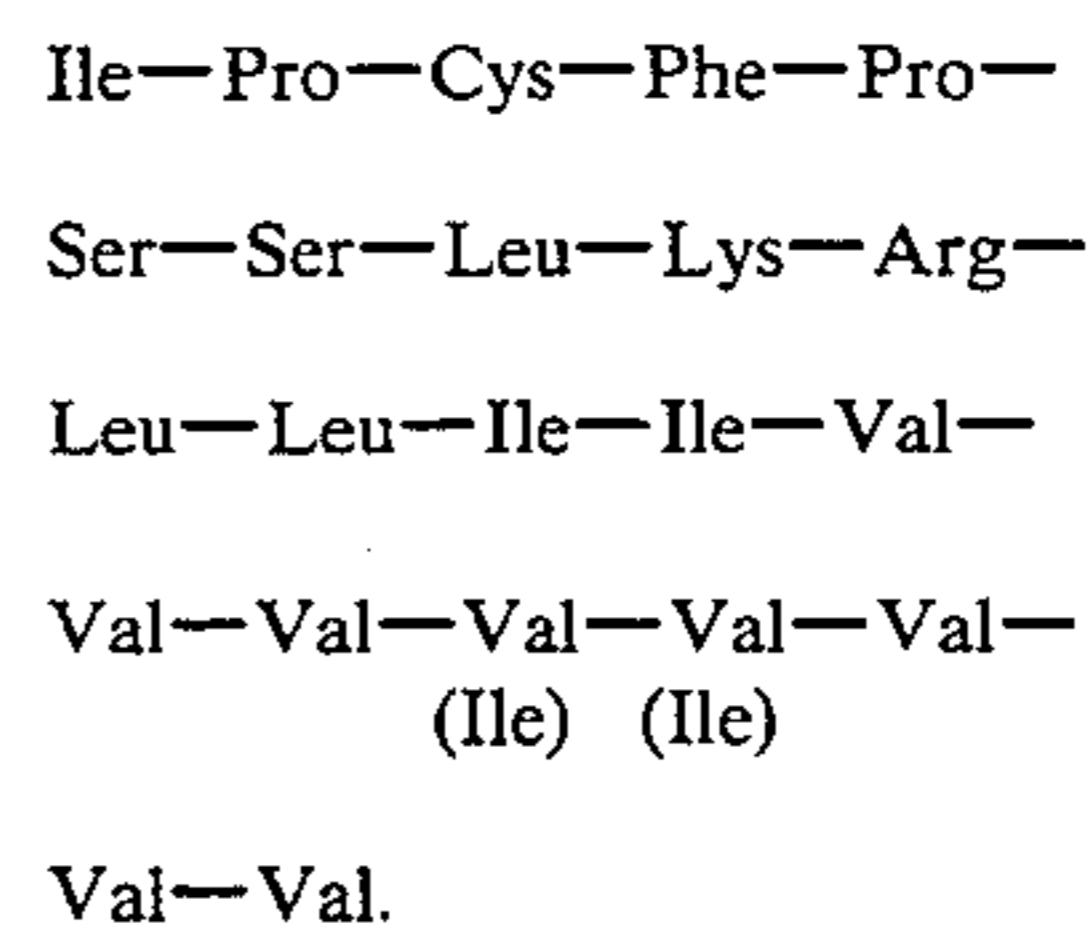 Ile—Pro—Cys—Phe—Pro—
Ser—Ser—Leu—Lys—Arg—
Leu—Leu—Ile—Ile—Val—
Val—Val—Val—Val—Val—
(Ile) (Ile)
Val—Val.